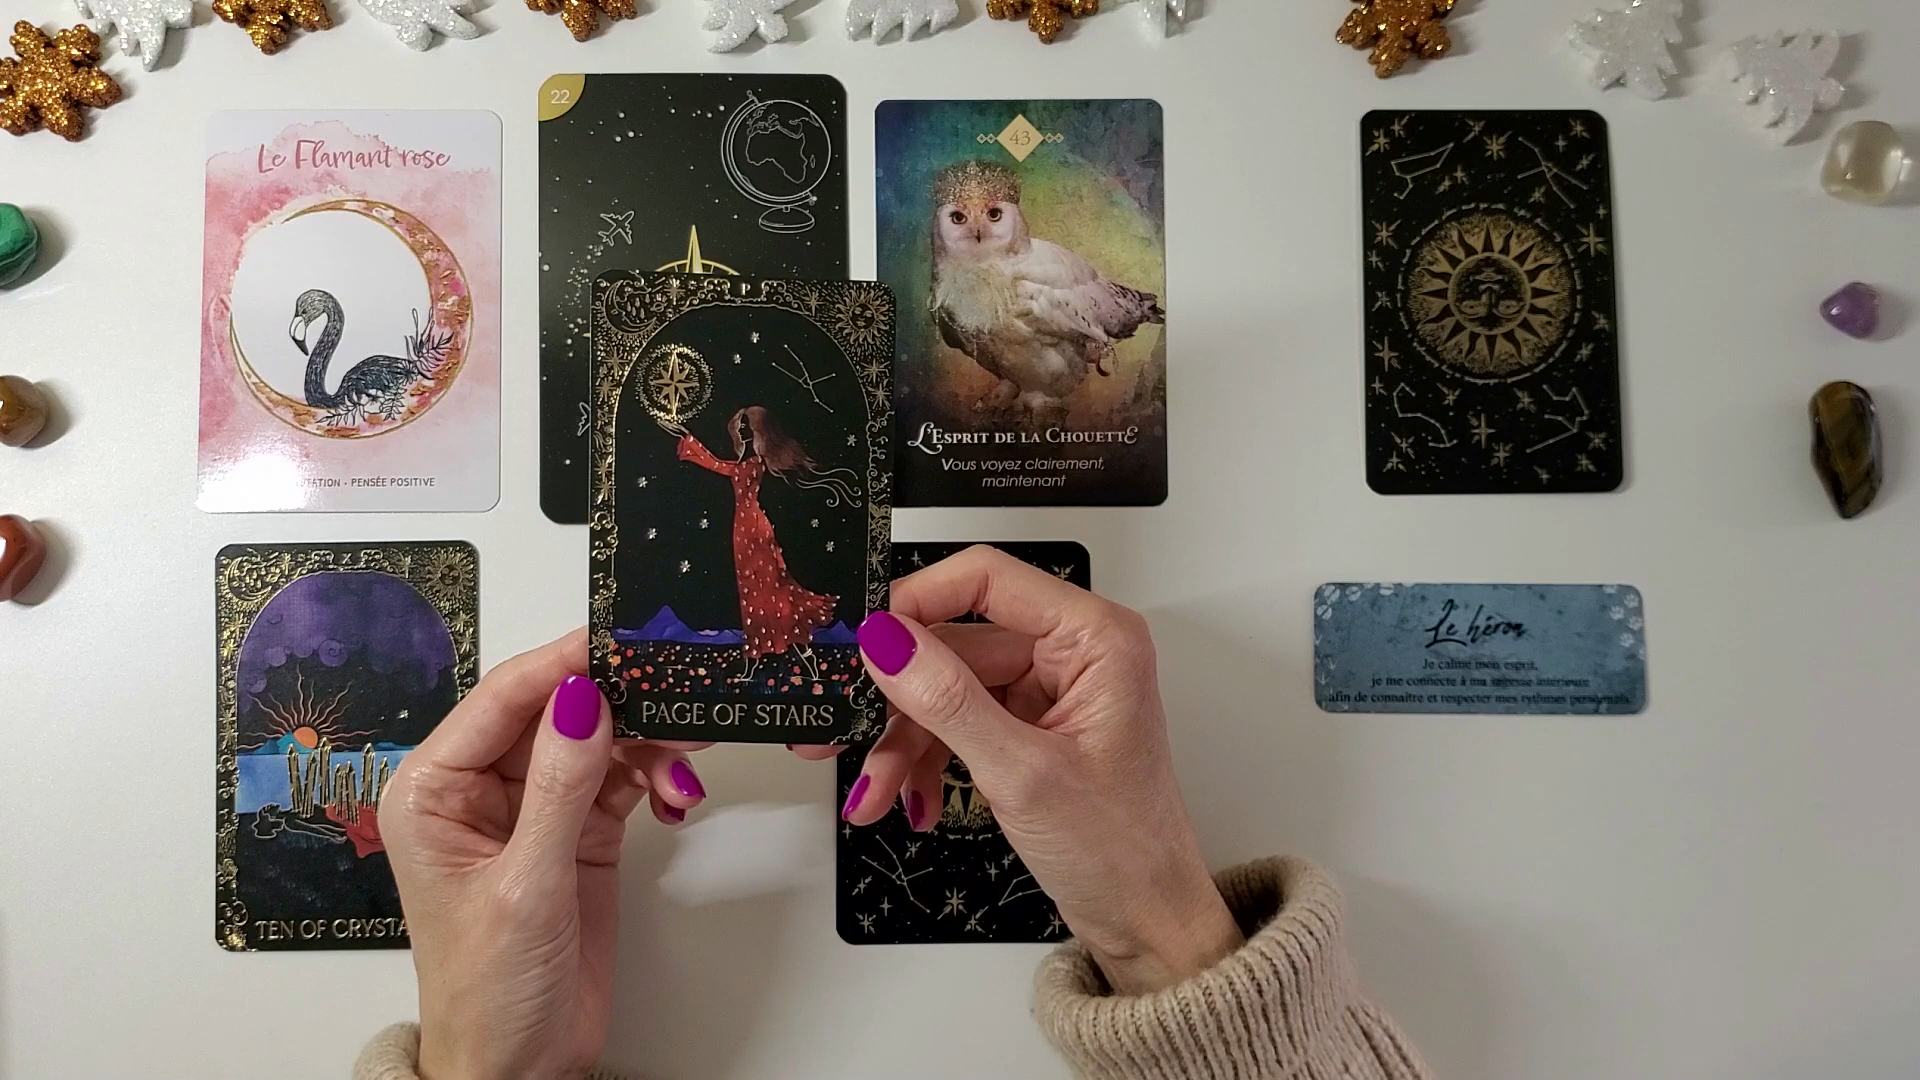 Le Flamant rose
PENSÉE POSITIVE
22
43
L'Esprit de la Chouette
Vous voyez clairement,
maintenant
P
PAGE OF STARS
X
TEN OF CRYSTA
Le héron
Je calme mon esprit,
je me connecte à ma sagesse intérieure
afin de connaître et respecter mes rythmes personnels.